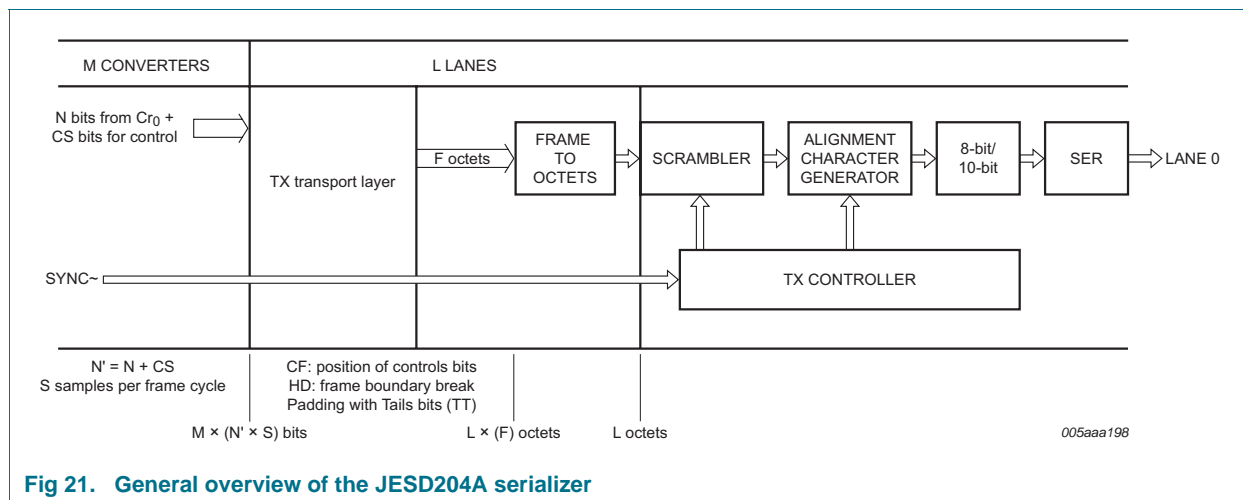 M CONVERTERS
L LANES
N bits from Cr0 +
CS bits for control
TX transport layer
F octets
FRAME
TO
OCTETS
SCRAMBLER
ALIGNMENT
CHARACTER
GENERATOR
8-bit/
10-bit
SER
LANE 0
SYNC~
TX CONTROLLER
N' = N + CS
S samples per frame cycle
CF: position of controls bits
HD: frame boundary break
Padding with Tails bits (TT)
M × (N' × S) bits
L × (F) octets
L octets
005aaa198
Fig 21. General overview of the JESD204A serializer